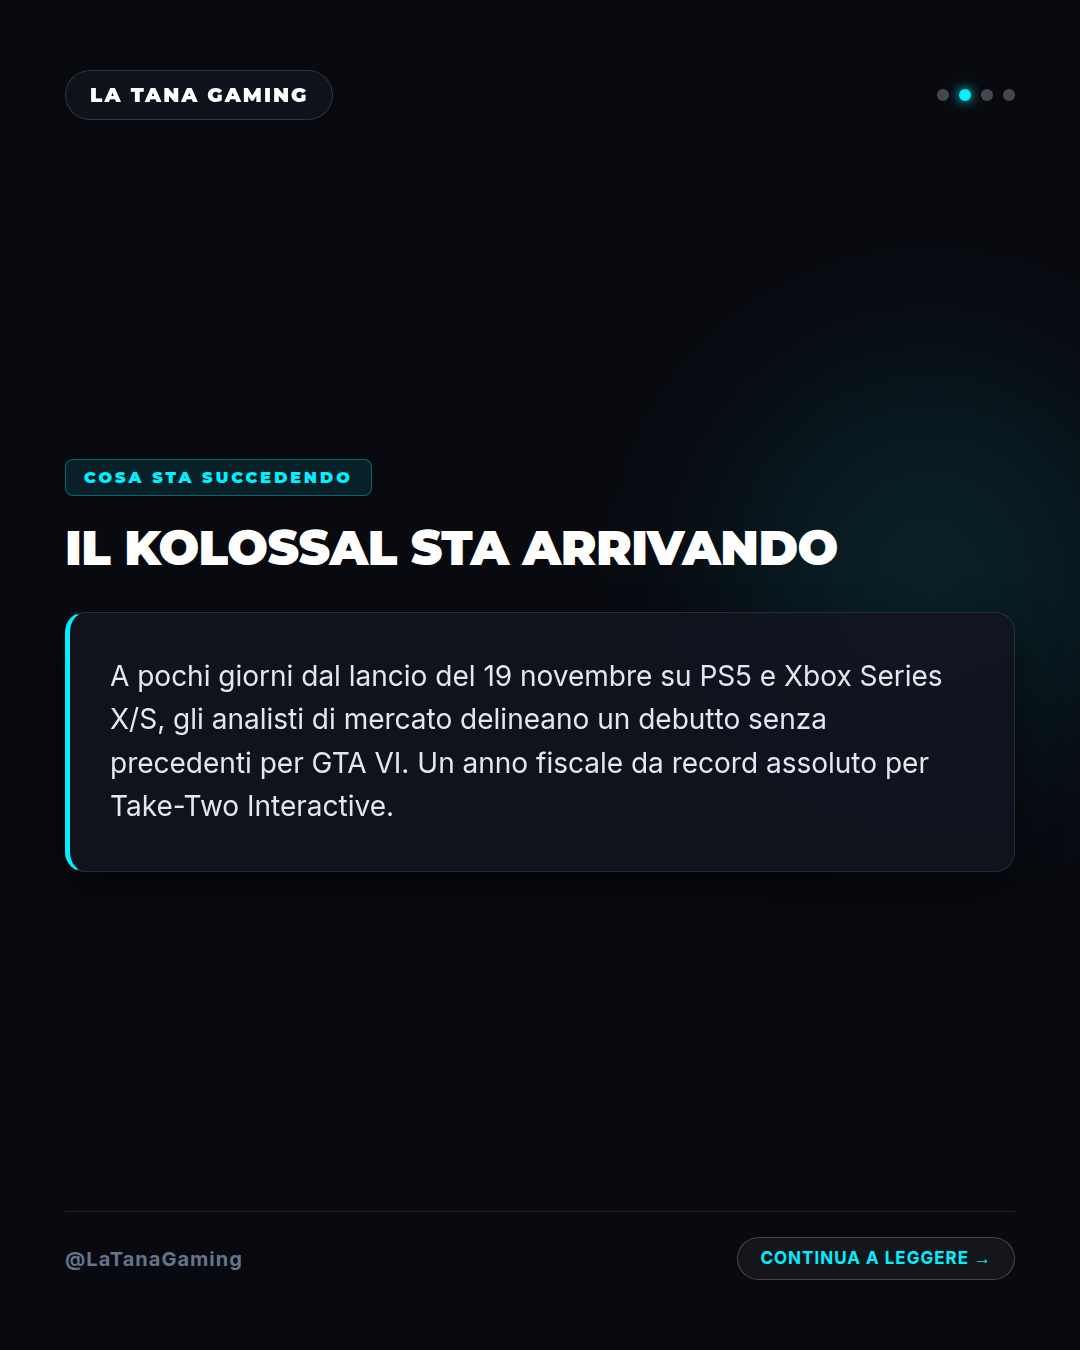 LA TANA GAMING
COSA STA SUCCEDENDO
IL KOLOSSAL STA ARRIVANDO
A pochi giorni dal lancio del 19 novembre su PS5 e Xbox Series
X/S, gli analisti di mercato delineano un debutto senza
precedenti per GTA VI. Un anno fiscale da record assoluto per
Take-Two Interactive.
@LaTanaGaming
CONTINUA A LEGGERE →